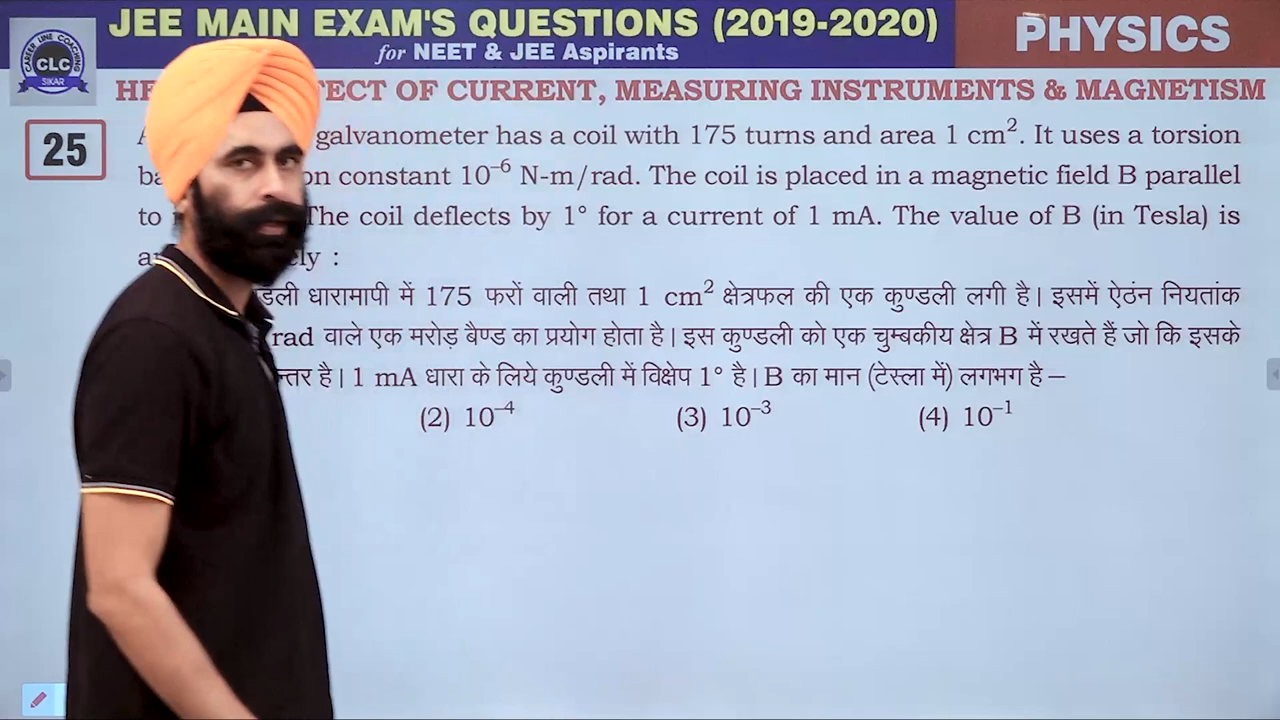 JEE MAIN EXAM'S QUESTIONS (2019-2020)
for NEET & JEE Aspirants
PHYSICS
CAREER LINE COACHING
CLC
SIKAR
OF CURRENT, MEASURING INSTRUMENTS & MAGNETISM
25
galvanometer has a coil with 175 turns and area 1 cm². It uses a torsion
constant 10⁻⁶ N-m/rad. The coil is placed in a magnetic field B parallel
to The coil deflects by 1° for a current of 1 mA. The value of B (in Tesla) is
:
धारामापी में 175 फरों वाली तथा 1 cm² क्षेत्रफल की एक कुण्डली लगी है। इसमें ऐठंन नियतांक
rad वाले एक मरोड़ बैण्ड का प्रयोग होता है। इस कुण्डली को एक चुम्बकीय क्षेत्र B में रखते हैं जो कि इसके
है। 1 mA धारा के लिये कुण्डली में विक्षेप 1° है। B का मान (टेस्ला में) लगभग है –
(2) 10⁻⁴ (3) 10⁻³ (4) 10⁻¹